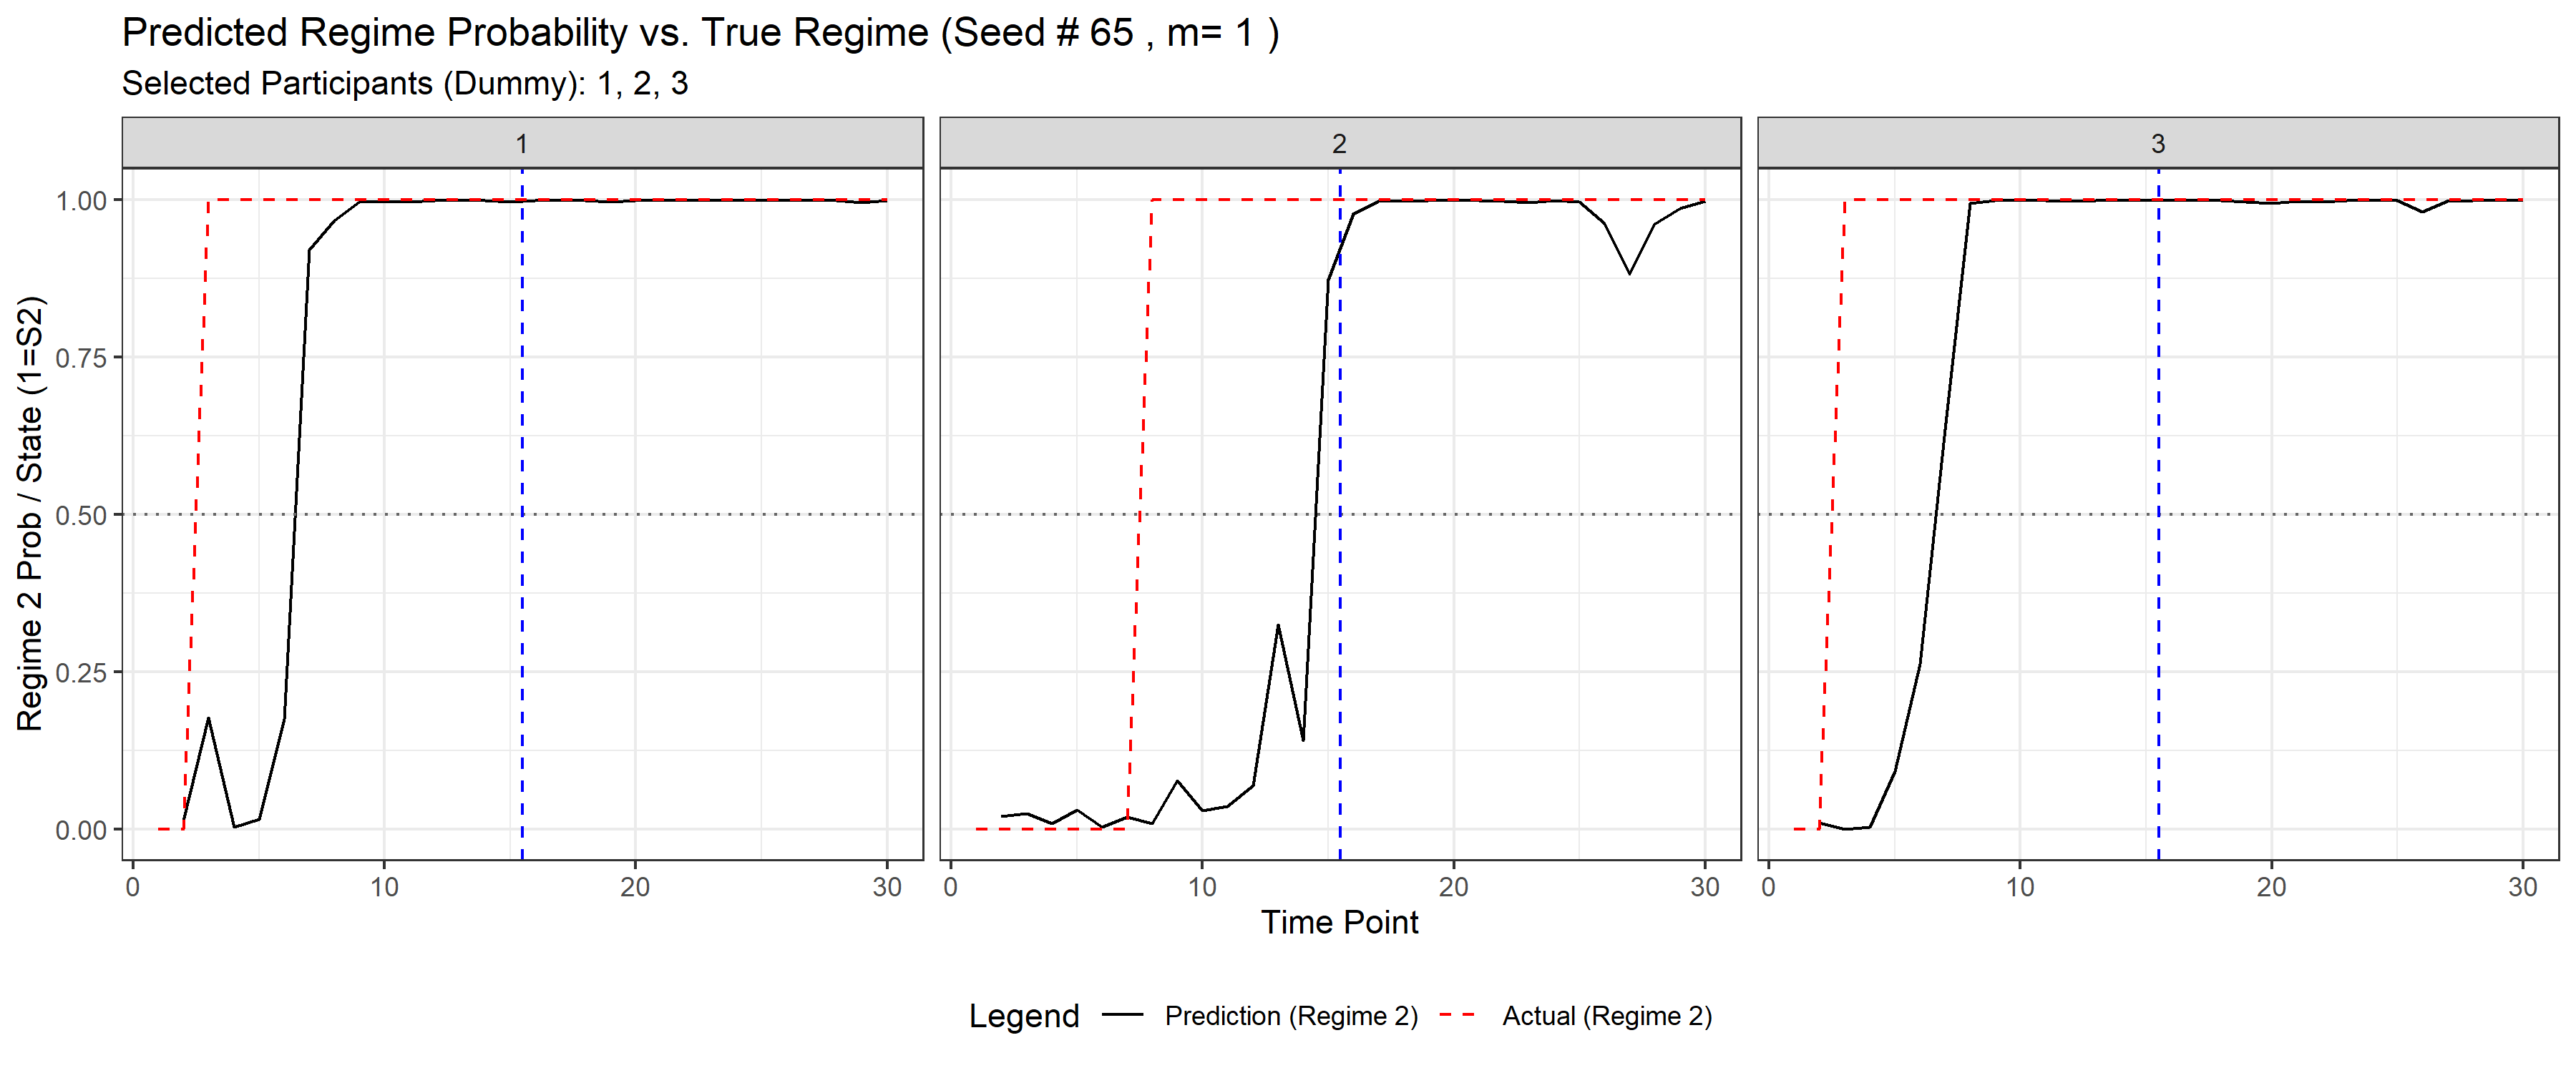 Predicted Regime Probability vs. True Regime (Seed # 65 , m= 1 )
Selected Participants (Dummy): 1, 2, 3
1 2 3
Regime 2 Prob / State (1=S2)
1.00
0.75
0.50
0.25
0.00
0 10 20 30 0 10 20 30 0 10 20 30
Time Point
Legend Prediction (Regime 2) Actual (Regime 2)